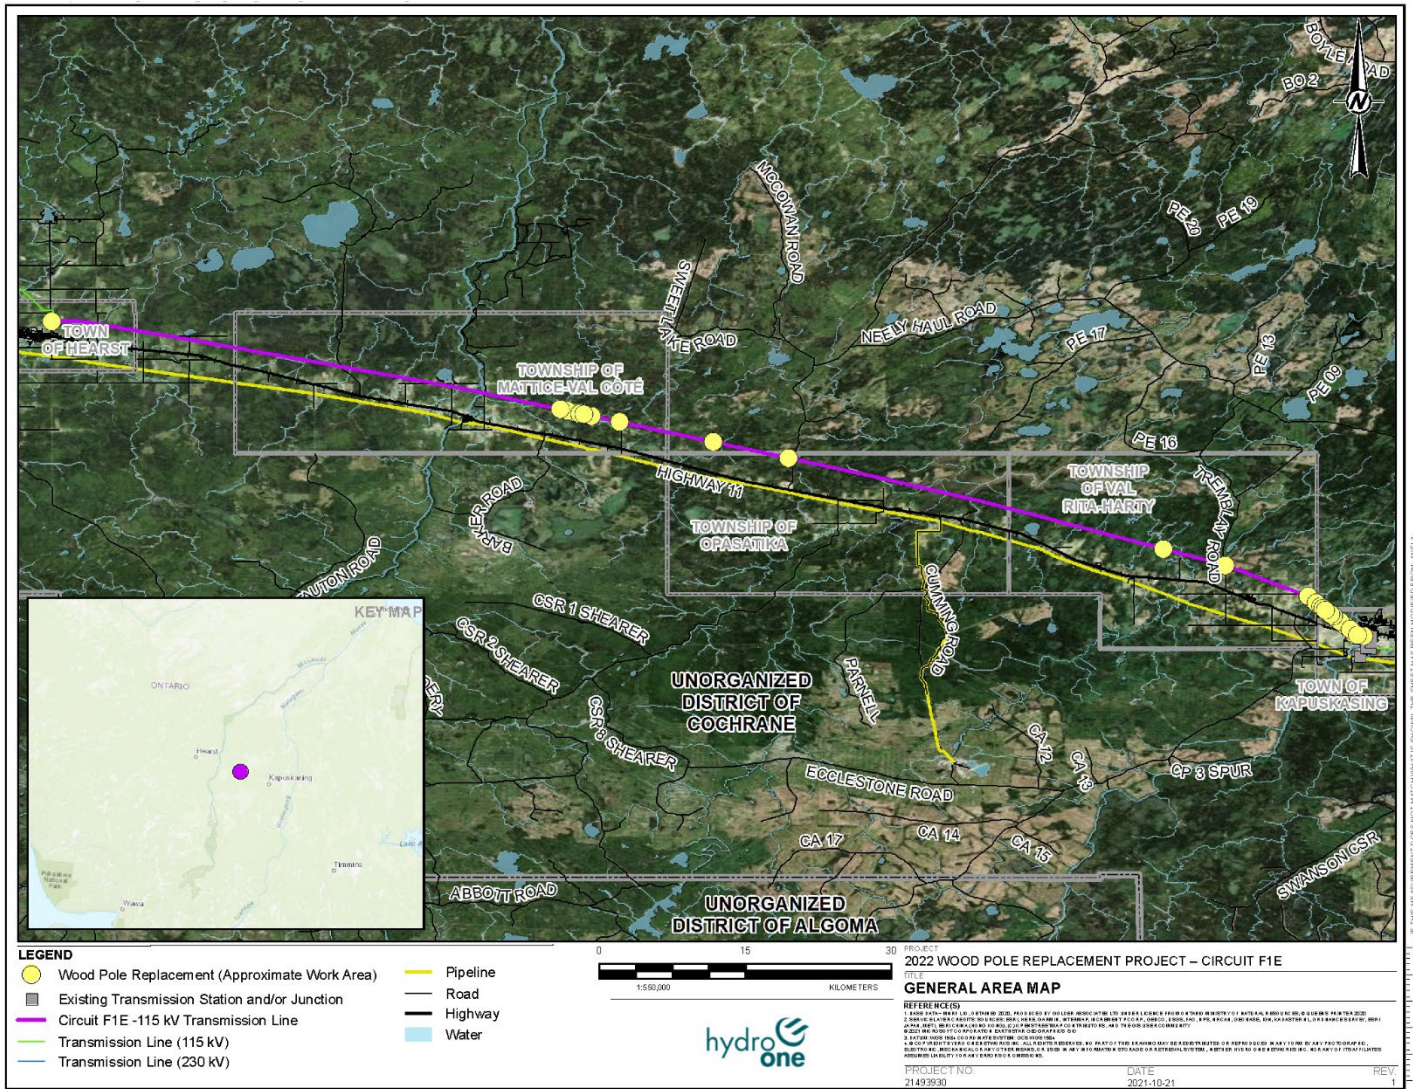 BOYLE ROAD
BO 2
N
MCCOWAN ROAD
PE 20
PE 19
SWEET LA
FE ROAD
NEELY HAUL ROAD
PE 17
PE 13
PE 09
TOWN
OF HEARST
TOWNSHIP OF
MATTICE-VAL CÔTÉ
PE 16
HIGHWAY 11
TOWNSHIP
OF VAL
RITA-HARTY
TREMBLAY ROAD
BARKER ROAD
TOWNSHIP OF
OPASATIKA
CUMMING ROAD
CSR 1 SHEARER
CSR 2 SHEARER
CSR 8 SHEARER
PARNELL
UNORGANIZED
DISTRICT OF
COCHRANE
TOWN OF
KAPUSKASING
CA 12
CA 13
CP 3 SPUR
ECCLESTONE ROAD
CA 17
CA 14
CA 15
SWANSON CSR
ABBOTT ROAD
UNORGANIZED
DISTRICT OF ALGOMA
KEY MAP
ONTARIO
Hearst
Kapuskasing
Timmins
Wawa
LEGEND
Wood Pole Replacement (Approximate Work Area)
Existing Transmission Station and/or Junction
Circuit F1E -115 kV Transmission Line
Transmission Line (115 kV)
Transmission Line (230 kV)
Pipeline
Road
Highway
Water
0 15 30
1:550,000 KILOMETERS
hydro
one
PROJECT
2022 WOOD POLE REPLACEMENT PROJECT – CIRCUIT F1E
TITLE
GENERAL AREA MAP
REFERENCE(S)
PROJECT NO. DATE REV.
21493930 2021-10-21 1